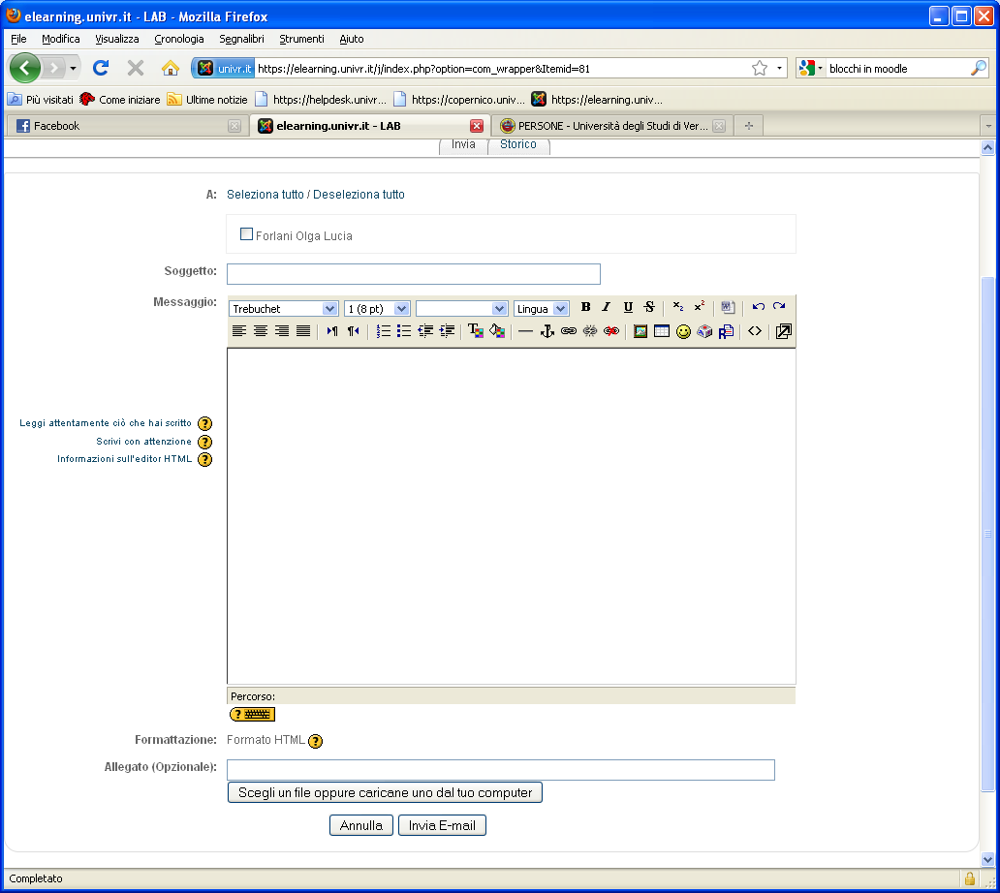 elearning.univr.it - LAB - Mozilla Firefox
File Modifica Visualizza Cronologia Segnalibri Strumenti Aiuto
univr.it https://elearning.univr.it/j/index.php?option=com_wrapper&Itemid=81 blocchi in moodle
Più visitati Come iniziare Ultime notizie https://helpdesk.univr... https://copernico.univ... https://elearning.univ...
Facebook elearning.univr.it - LAB PERSONE - Università degli Studi di Ver...
Invia Storico
A: Seleziona tutto / Deseleziona tutto
Forlani Olga Lucia
Soggetto:
Messaggio: Trebuchet 1 (8 pt) Lingua B I U S x₂ x²
Leggi attentamente ciò che hai scritto ?
Scrivi con attenzione ?
Informazioni sull'editor HTML ?
Percorso:
?
Formattazione: Formato HTML ?
Allegato (Opzionale):
Scegli un file oppure caricane uno dal tuo computer
Annulla Invia E-mail
Completato